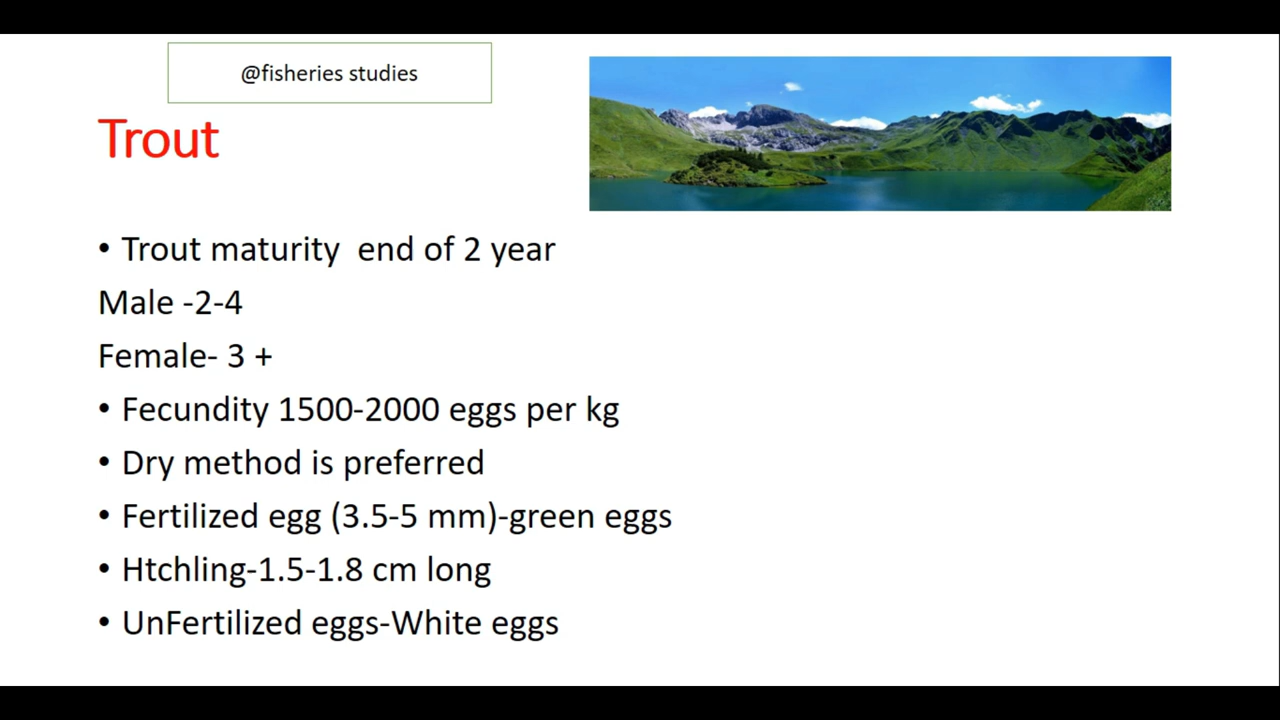 @fisheries studies
Trout
• Trout maturity  end of 2 year
Male -2-4
Female- 3 +
• Fecundity 1500-2000 eggs per kg
• Dry method is preferred
• Fertilized egg (3.5-5 mm)-green eggs
• Htchling-1.5-1.8 cm long
• UnFertilized eggs-White eggs